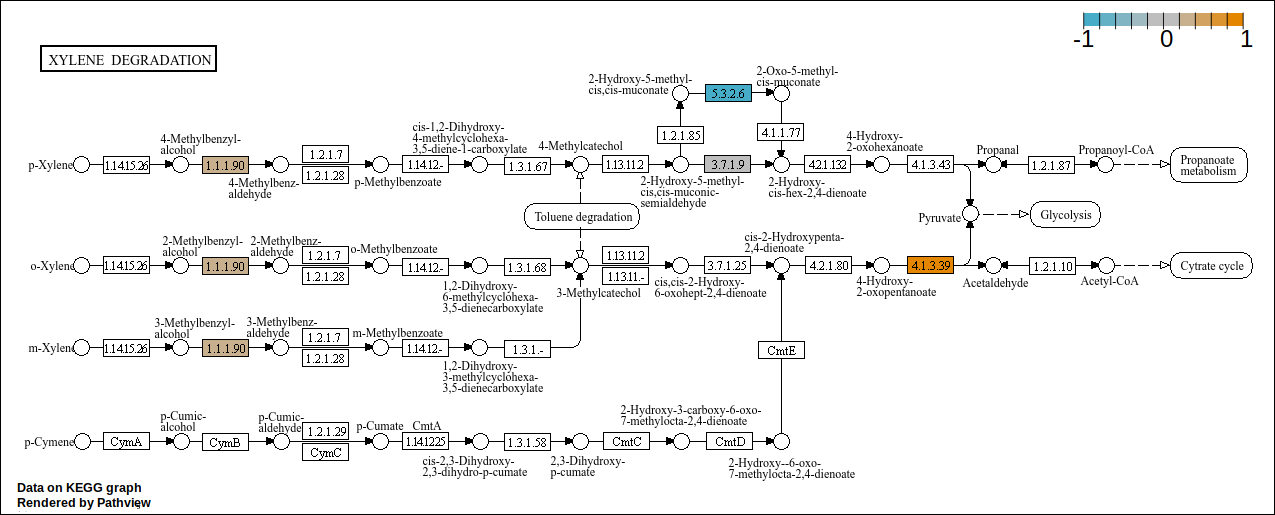 -1 0 1
XYLENE DEGRADATION
2-Hydroxy-5-methyl-
cis,cis-muconate
5.3.2.6
2-Oxo-5-methyl-
cis-muconate
1.2.1.85
4.1.1.77
p-Xylene
1.14.15.26
4-Methylbenzyl-
alcohol
1.1.1.90
4-Methylbenz-
aldehyde
1.2.1.7
1.2.1.28
p-Methylbenzoate
1.14.12.-
cis-1,2-Dihydroxy-
4-methylcyclohexa-
3,5-diene-1-carboxylate
1.3.1.67
4-Methylcatechol
1.13.11.2
2-Hydroxy-5-methyl-
cis,cis-muconic-
semialdehyde
3.7.1.9
2-Hydroxy-
cis-hex-2,4-dienoate
4.2.1.132
4-Hydroxy-
2-oxohexanoate
4.1.3.43
Propanal
1.2.1.87
Propanoyl-CoA
Propanoate
metabolism
Toluene degradation
Pyruvate
Glycolysis
o-Xylene
1.14.15.26
2-Methylbenzyl-
alcohol
1.1.1.90
2-Methylbenz-
aldehyde
1.2.1.7
1.2.1.28
o-Methylbenzoate
1.14.12.-
1,2-Dihydroxy-
6-methylcyclohexa-
3,5-dienecarboxylate
1.3.1.68
3-Methylcatechol
1.13.11.2
1.13.11.-
cis,cis-2-Hydroxy-
6-oxohept-2,4-dienoate
3.7.1.25
cis-2-Hydroxypenta-
2,4-dienoate
4.2.1.80
4-Hydroxy-
2-oxopentanoate
4.1.3.39
Acetaldehyde
1.2.1.10
Acetyl-CoA
Cytrate cycle
m-Xylene
1.14.15.26
3-Methylbenzyl-
alcohol
1.1.1.90
3-Methylbenz-
aldehyde
1.2.1.7
1.2.1.28
m-Methylbenzoate
1.14.12.-
1,2-Dihydroxy-
3-methylcyclohexa-
3,5-dienecarboxylate
1.3.1.-
CmtE
p-Cymene
CymA
p-Cumic-
alcohol
CymB
p-Cumic-
aldehyde
1.2.1.29
CymC
p-Cumate
CmtA
1.14.12.25
cis-2,3-Dihydroxy-
2,3-dihydro-p-cumate
1.3.1.58
2,3-Dihydroxy-
p-cumate
CmtC
2-Hydroxy-3-carboxy-6-oxo-
7-methylocta-2,4-dienoate
CmtD
2-Hydroxy--6-oxo-
7-methylocta-2,4-dienoate
Data on KEGG graph
Rendered by Pathview